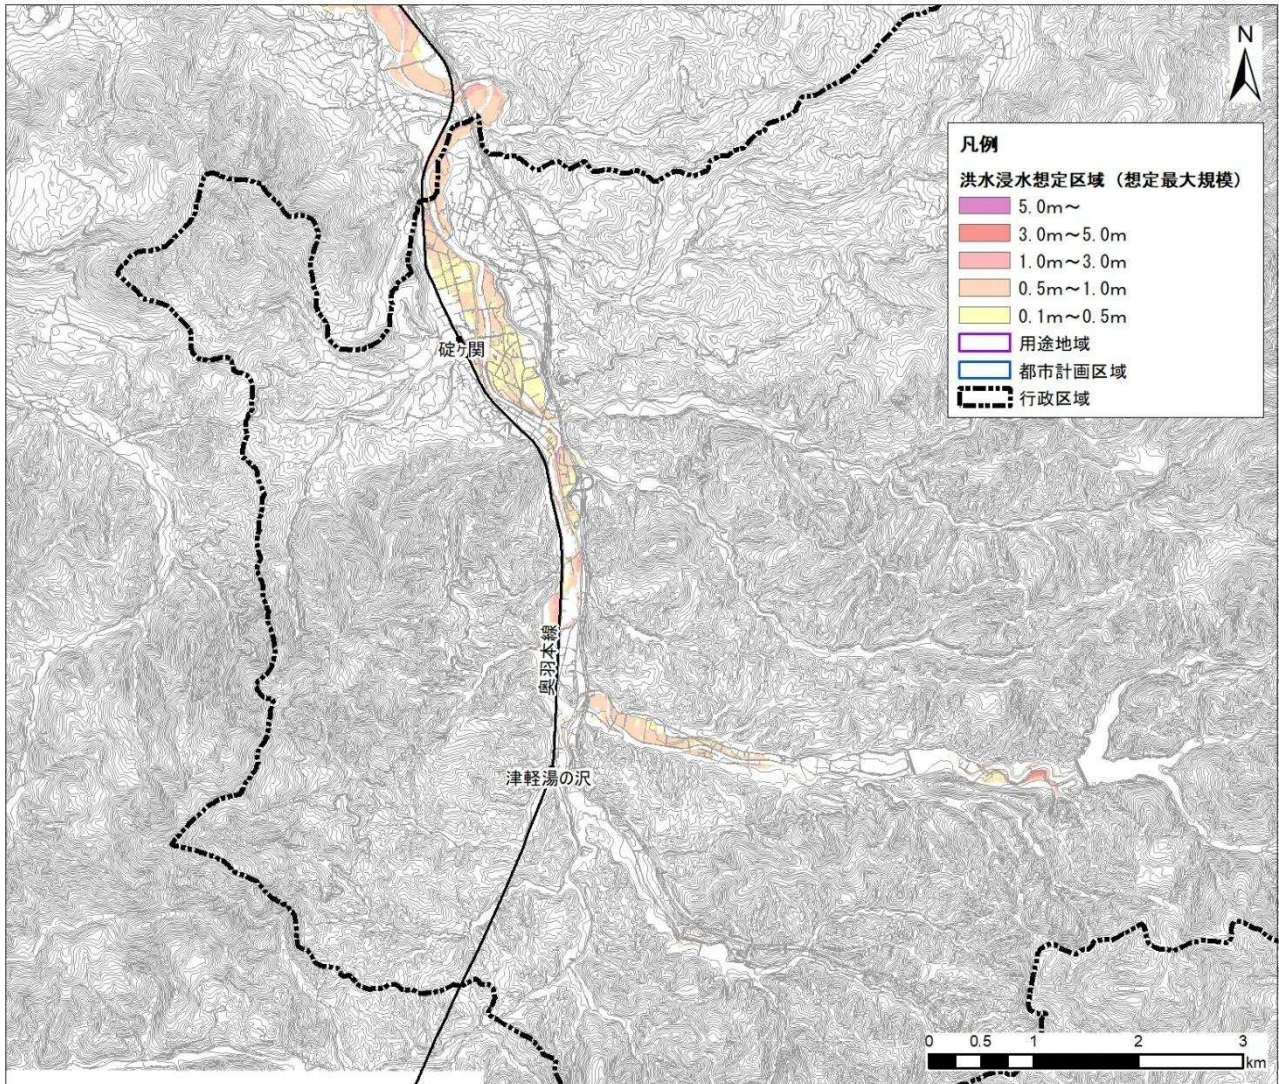 N
凡例
洪水浸水想定区域（想定最大規模）
5.0m～
3.0m～5.0m
1.0m～3.0m
0.5m～1.0m
0.1m～0.5m
用途地域
都市計画区域
行政区域
碇ヶ関
奥羽本線
津軽湯の沢
0 0.5 1 2 3
km